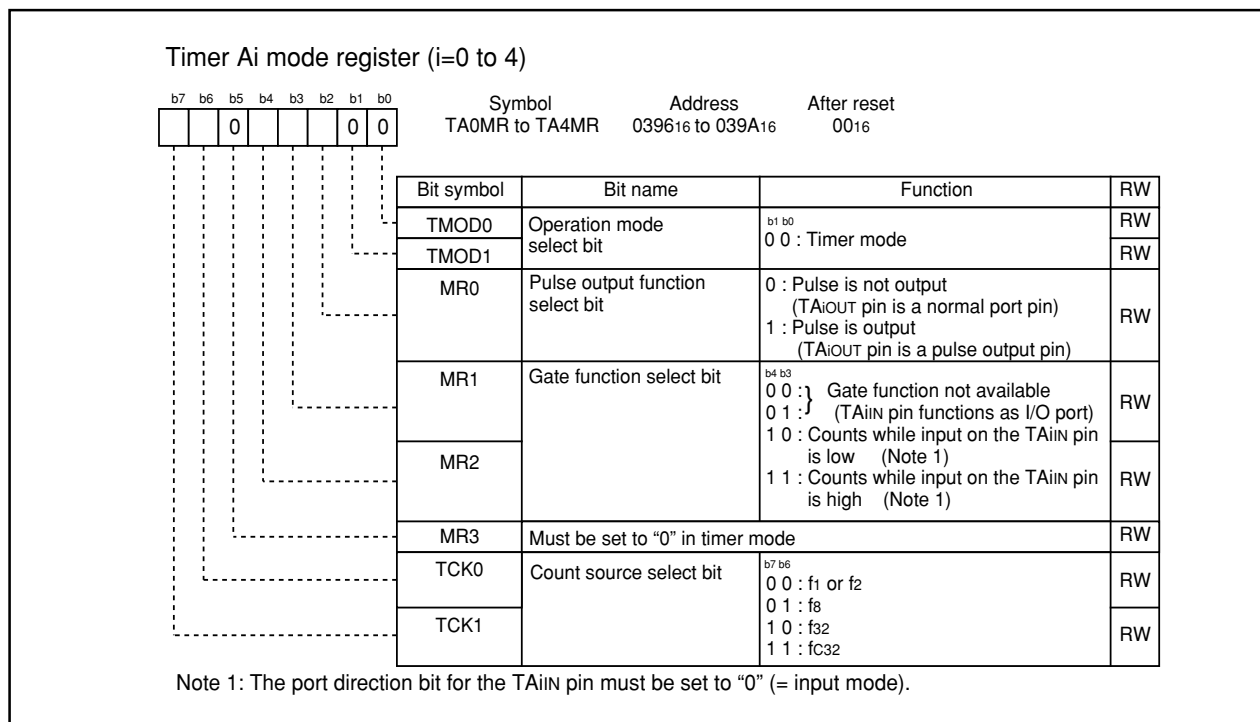 Timer Ai mode register (i=0 to 4)
b7 b6 b5 b4 b3 b2 b1 b0
0 0 0
Symbol Address After reset
TA0MR to TA4MR 039616 to 039A16 0016
Bit symbol Bit name Function RW
TMOD0 Operation mode select bit b1 b0 RW
TMOD1 0 0 : Timer mode RW
MR0 Pulse output function select bit 0 : Pulse is not output
(TAiOUT pin is a normal port pin)
1 : Pulse is output
(TAiOUT pin is a pulse output pin) RW
MR1 Gate function select bit b4 b3
0 0 : } Gate function not available
0 1 : (TAiIN pin functions as I/O port) RW
1 0 : Counts while input on the TAiIN pin
is low (Note 1)
MR2 1 1 : Counts while input on the TAiIN pin
is high (Note 1) RW
MR3 Must be set to “0” in timer mode RW
TCK0 Count source select bit b7 b6
0 0 : f1 or f2 RW
0 1 : f8
TCK1 1 0 : f32
1 1 : fC32 RW
Note 1: The port direction bit for the TAiIN pin must be set to “0” (= input mode).